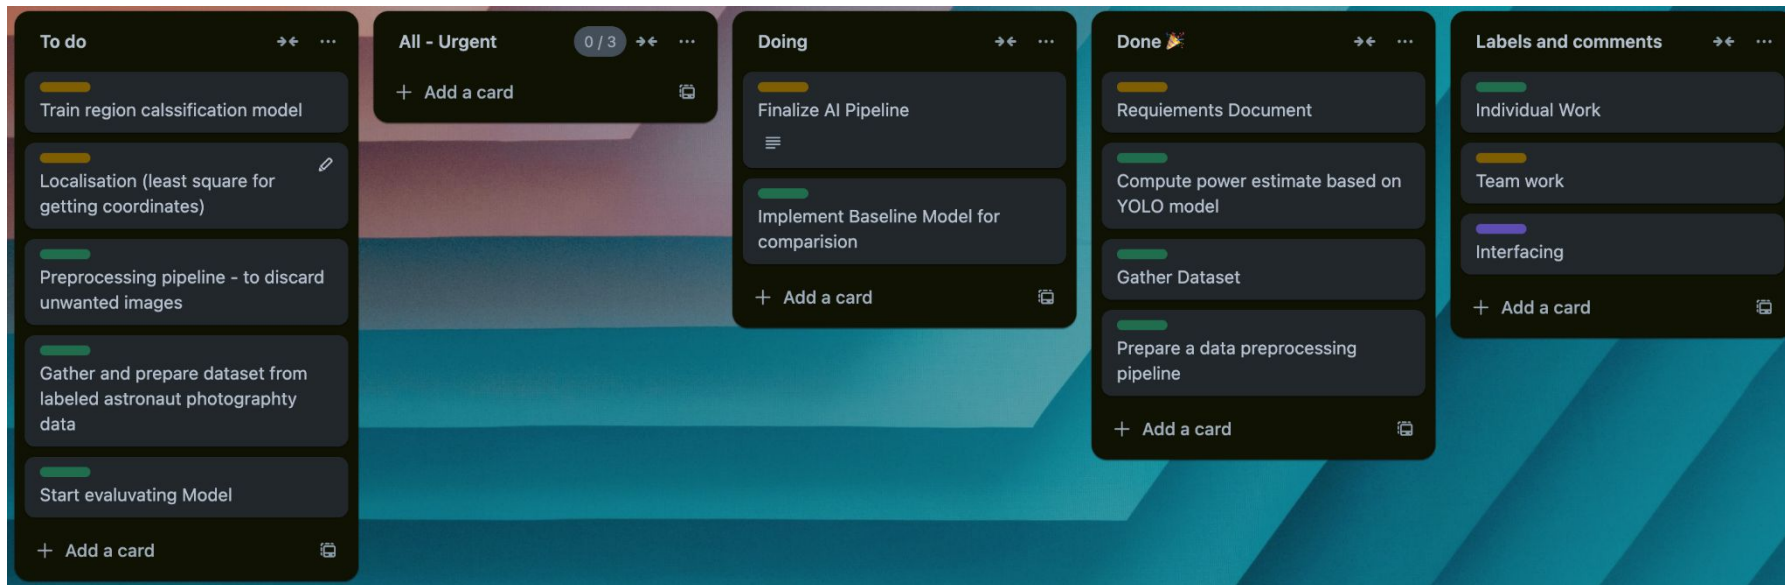 To do
Train region calssification model
Localisation (least square for
getting coordinates)
Preprocessing pipeline - to discard
unwanted images
Gather and prepare dataset from
labeled astronaut photographty
data
Start evaluvating Model
+ Add a card
All - Urgent
0 / 3
+ Add a card
Doing
Finalize AI Pipeline
Implement Baseline Model for
comparision
+ Add a card
Done 🎉
Requiements Document
Compute power estimate based on
YOLO model
Gather Dataset
Prepare a data preprocessing
pipeline
+ Add a card
Labels and comments
Individual Work
Team work
Interfacing
+ Add a card